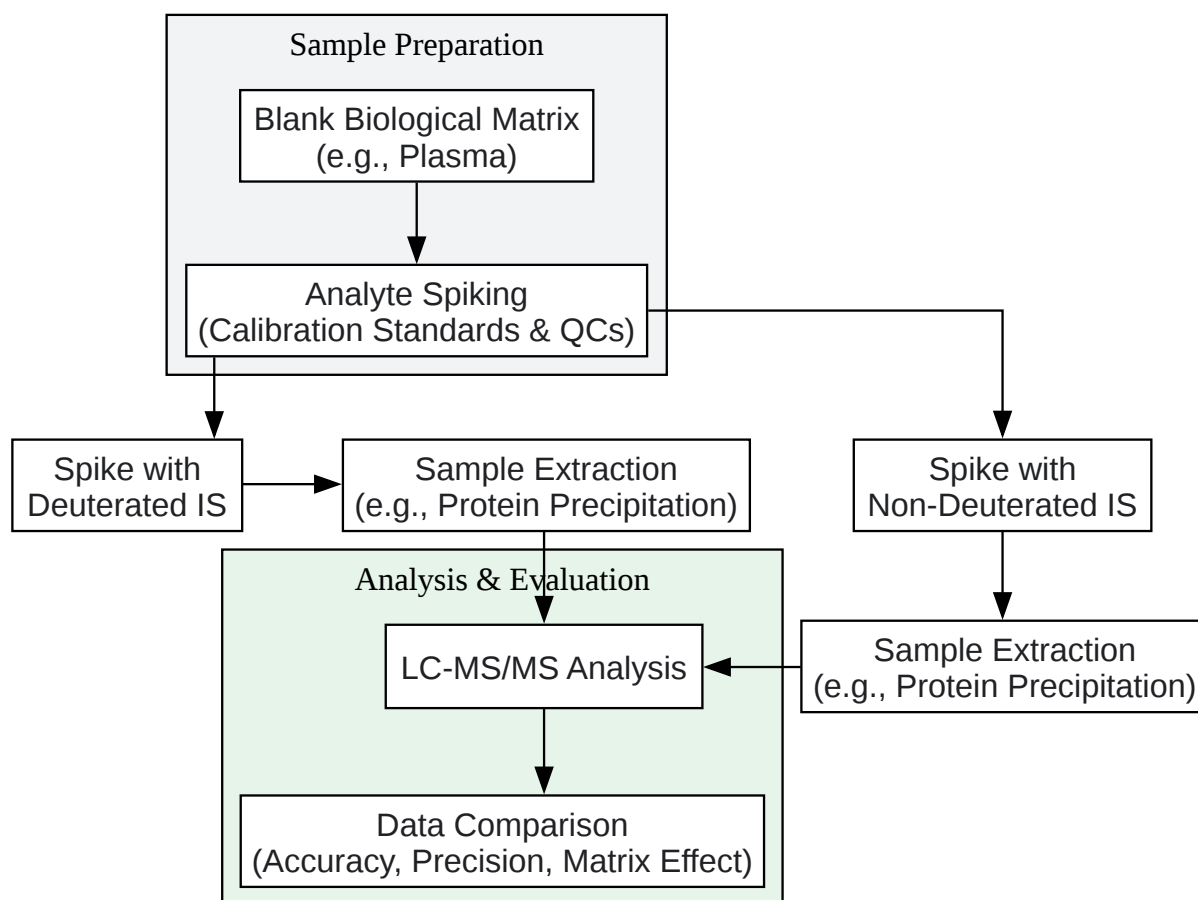 Sample Preparation
Blank Biological Matrix
(e.g., Plasma)
Analyte Spiking
(Calibration Standards & QCs)
Spike with
Deuterated IS
Sample Extraction
(e.g., Protein Precipitation)
Spike with
Non-Deuterated IS
Analysis & Evaluation
LC-MS/MS Analysis
Sample Extraction
(e.g., Protein Precipitation)
Data Comparison
(Accuracy, Precision, Matrix Effect)